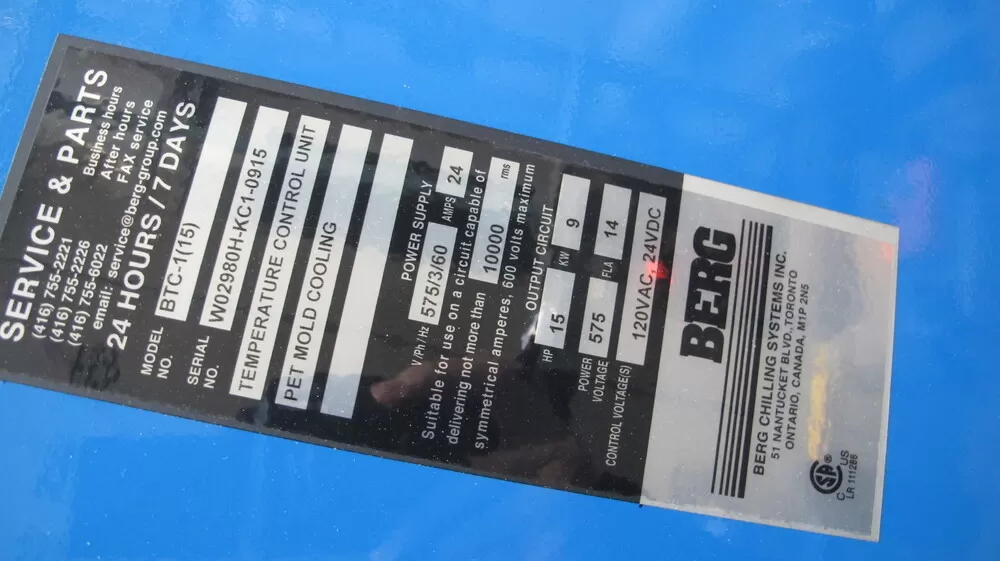 BERG
BERG CHILLING SYSTEMS INC.
51 NANTUCKET BLVD., TORONTO
ONTARIO, CANADA, M1P 2N5
SP®
C US
LR 111286
SERVICE & PARTS
(416) 755-2221 Business hours
(416) 755-2226 After hours
(416) 755-6022 FAX service
email: service@berg-group.com
24 HOURS / 7 DAYS
MODEL NO. BTC-1(15)
SERIAL NO. W02980H-KC1-0915
TEMPERATURE CONTROL UNIT
PET MOLD COOLING
POWER SUPPLY
V/Ph/Hz 575/3/60 AMPS 24
Suitable for use on a circuit capable of
delivering not more than 10000 rms
symmetrical amperes, 600 volts maximum
OUTPUT CIRCUIT
HP 15 KW 9
POWER VOLTAGE 575 FLA 14
CONTROL VOLTAGE(S) 120VAC, 24VDC